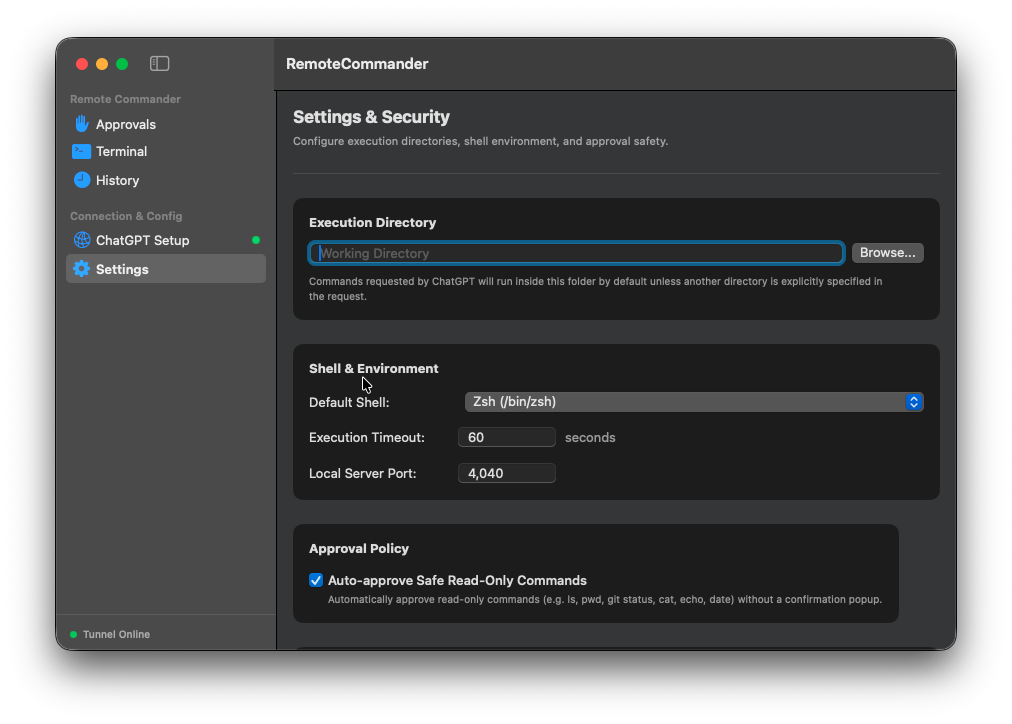 RemoteCommander
Remote Commander
Approvals
Terminal
History
Connection & Config
ChatGPT Setup
Settings
Tunnel Online
Settings & Security
Configure execution directories, shell environment, and approval safety.
Execution Directory
Working Directory
Browse...
Commands requested by ChatGPT will run inside this folder by default unless another directory is explicitly specified in
the request.
Shell & Environment
Default Shell:
Zsh (/bin/zsh)
Execution Timeout:
60
seconds
Local Server Port:
4,040
Approval Policy
Auto-approve Safe Read-Only Commands
Automatically approve read-only commands (e.g. ls, pwd, git status, cat, echo, date) without a confirmation popup.